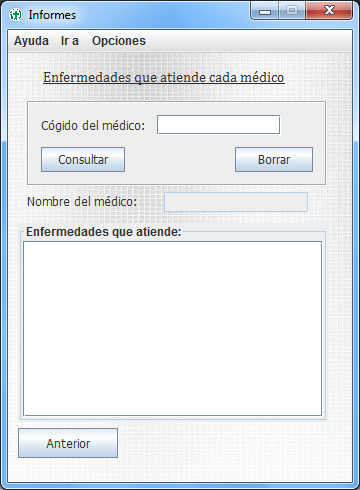 Informes
Ayuda Ir a Opciones
Enfermedades que atiende cada médico
Cógido del médico:
Consultar Borrar
Nombre del médico:
Enfermedades que atiende:
Anterior